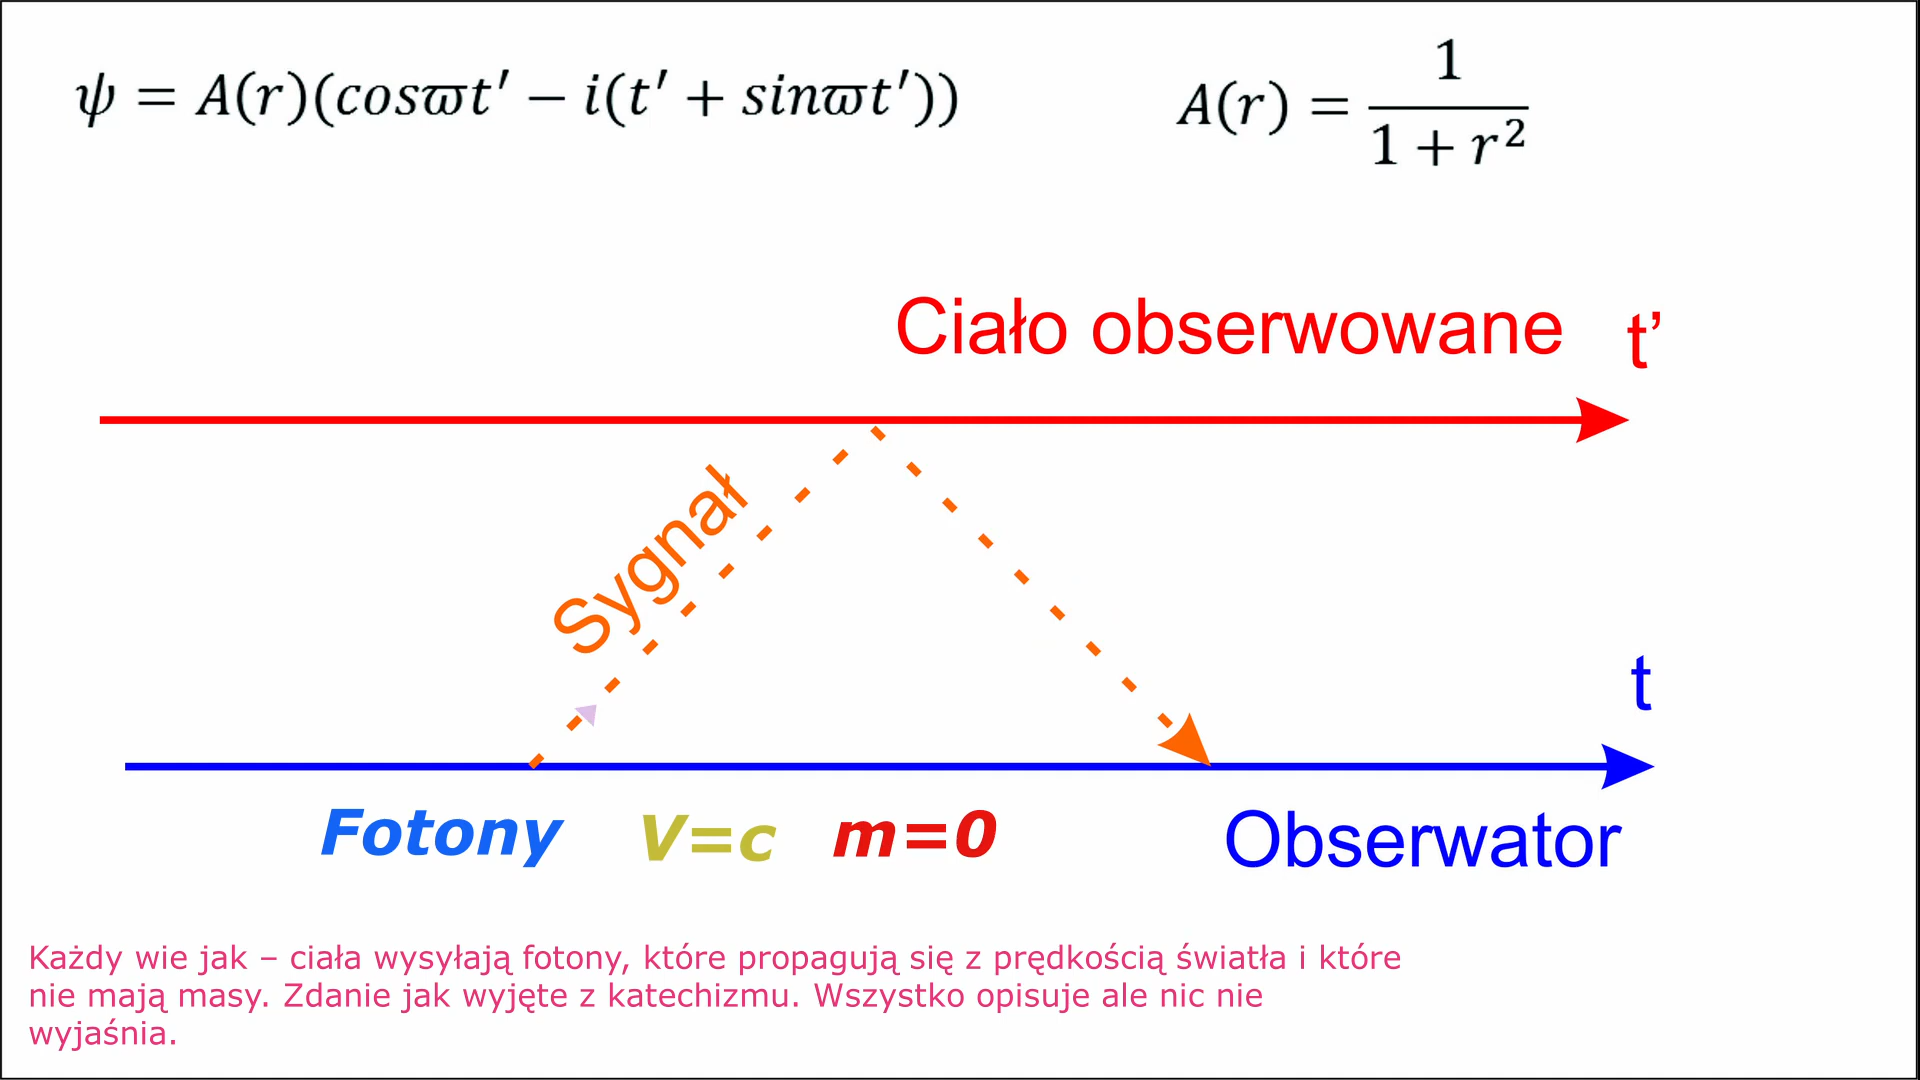 ψ = A(r)(cosϖt′ − i(t′ + sinϖt′))
A(r) = 1 / (1 + r²)
Ciało obserwowane t’
Sygnał
t
Fotony V=c m=0
Obserwator
Każdy wie jak – ciała wysyłają fotony, które propagują się z prędkością światła i które
nie mają masy. Zdanie jak wyjęte z katechizmu. Wszystko opisuje ale nic nie
wyjaśnia.